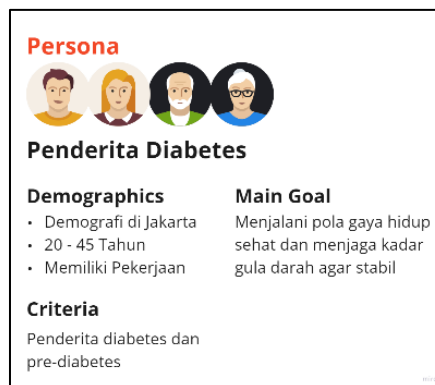 Persona
Penderita Diabetes
Demographics
• Demografi di Jakarta
• 20 - 45 Tahun
• Memiliki Pekerjaan
Main Goal
Menjalani pola gaya hidup
sehat dan menjaga kadar
gula darah agar stabil
Criteria
Penderita diabetes dan
pre-diabetes